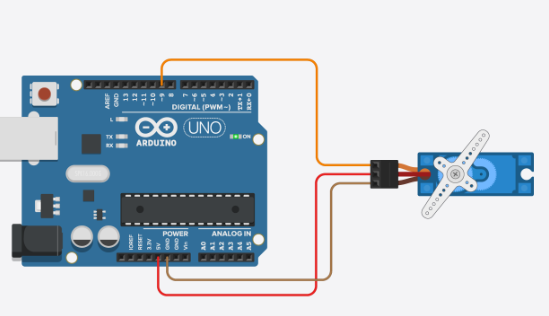 AREF
GND
13
12
~11
~10
~9
8
7
~6
~5
4
~3
2
TX→1
RX←0
DIGITAL (PWM~)
L
TX
RX
ARDUINO
UNO
ON
POWER
ANALOG IN
IOREF
RESET
3.3V
5V
GND
GND
Vin
A0
A1
A2
A3
A4
A5